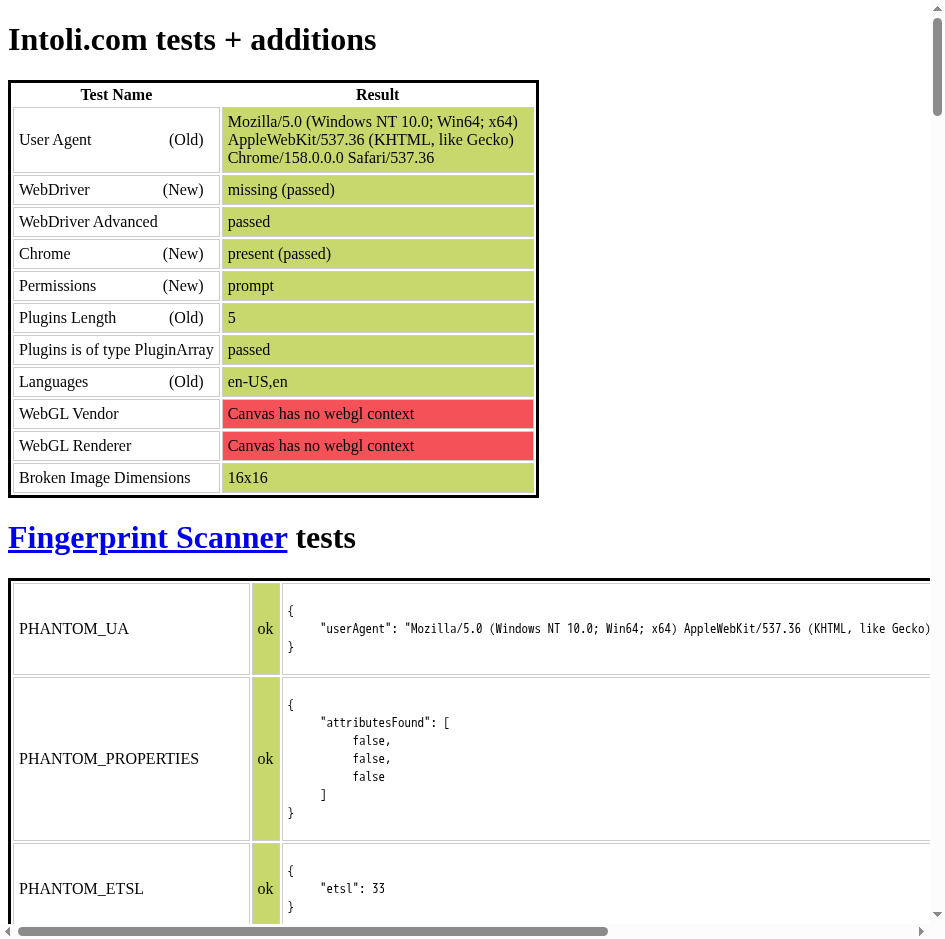 Intoli.com tests + additions
Test Name Result
User Agent (Old) Mozilla/5.0 (Windows NT 10.0; Win64; x64)
AppleWebKit/537.36 (KHTML, like Gecko)
Chrome/158.0.0.0 Safari/537.36
WebDriver (New) missing (passed)
WebDriver Advanced passed
Chrome (New) present (passed)
Permissions (New) prompt
Plugins Length (Old) 5
Plugins is of type PluginArray passed
Languages (Old) en-US,en
WebGL Vendor Canvas has no webgl context
WebGL Renderer Canvas has no webgl context
Broken Image Dimensions 16x16
Fingerprint Scanner tests
PHANTOM_UA ok {
"userAgent": "Mozilla/5.0 (Windows NT 10.0; Win64; x64) AppleWebKit/537.36 (KHTML, like Gecko)
}
PHANTOM_PROPERTIES ok {
"attributesFound": [
false,
false,
false
]
}
PHANTOM_ETSL ok {
"etsl": 33
}